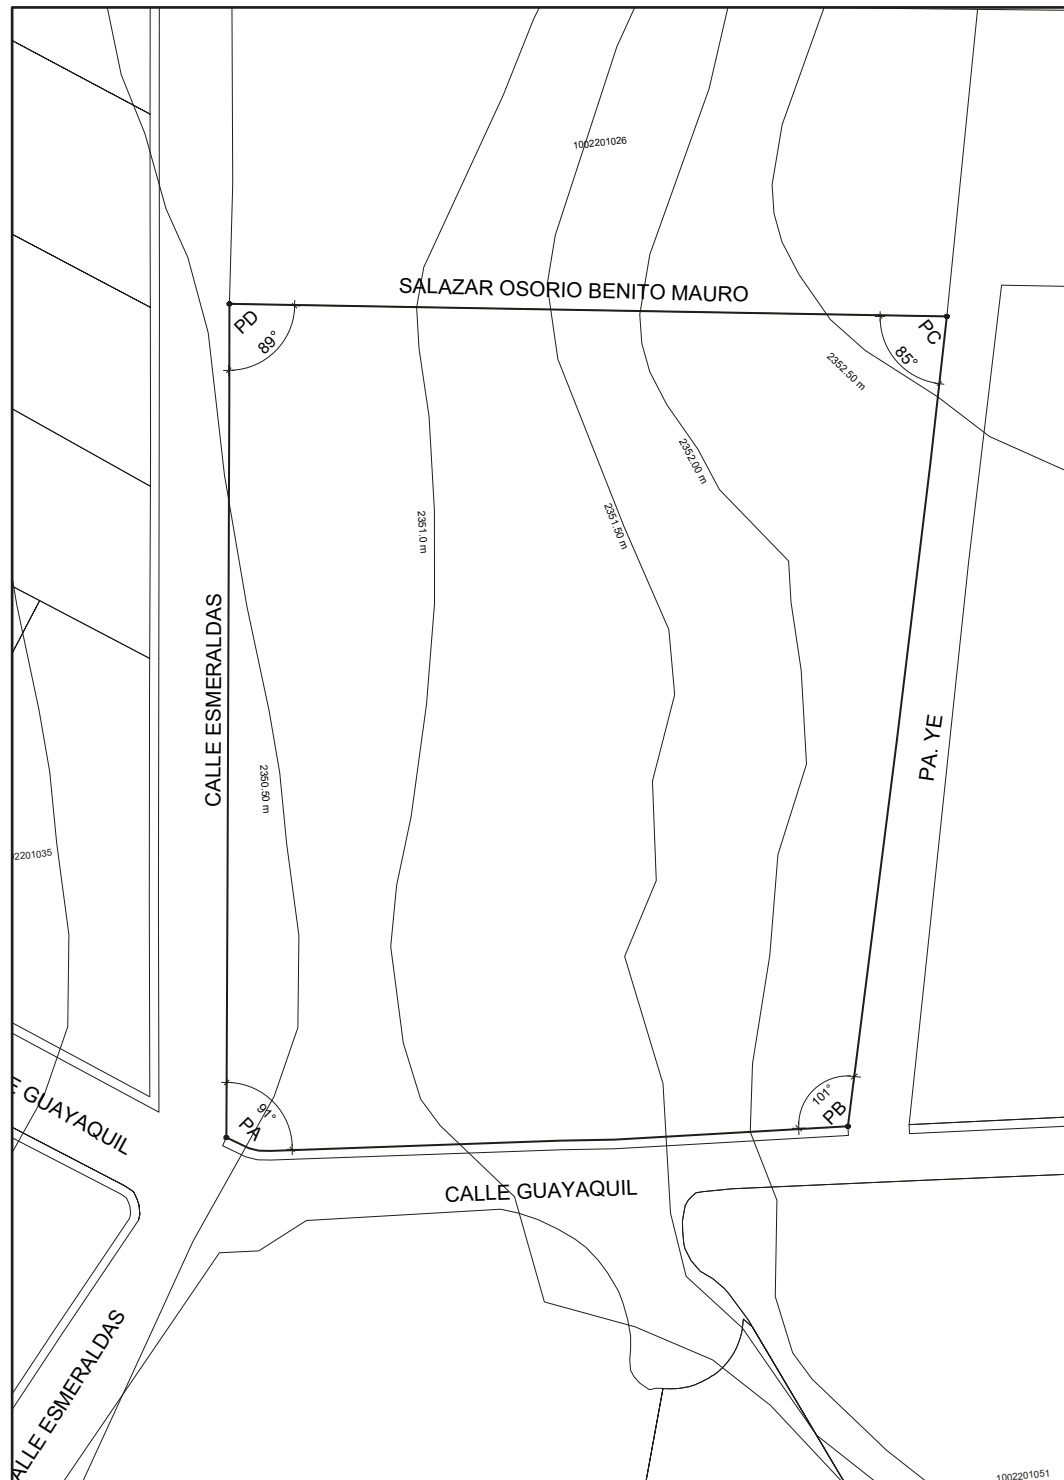 1002201026
SALAZAR OSORIO BENITO MAURO
PD
89°
PC
85°
2352.50 m
2352.00 m
2351.50 m
2351.0 m
CALLE ESMERALDAS
PA. YE
2350.50 m
2201035
E GUAYAQUIL
91°
PA
101°
PB
CALLE GUAYAQUIL
ALLE ESMERALDAS
1002201051